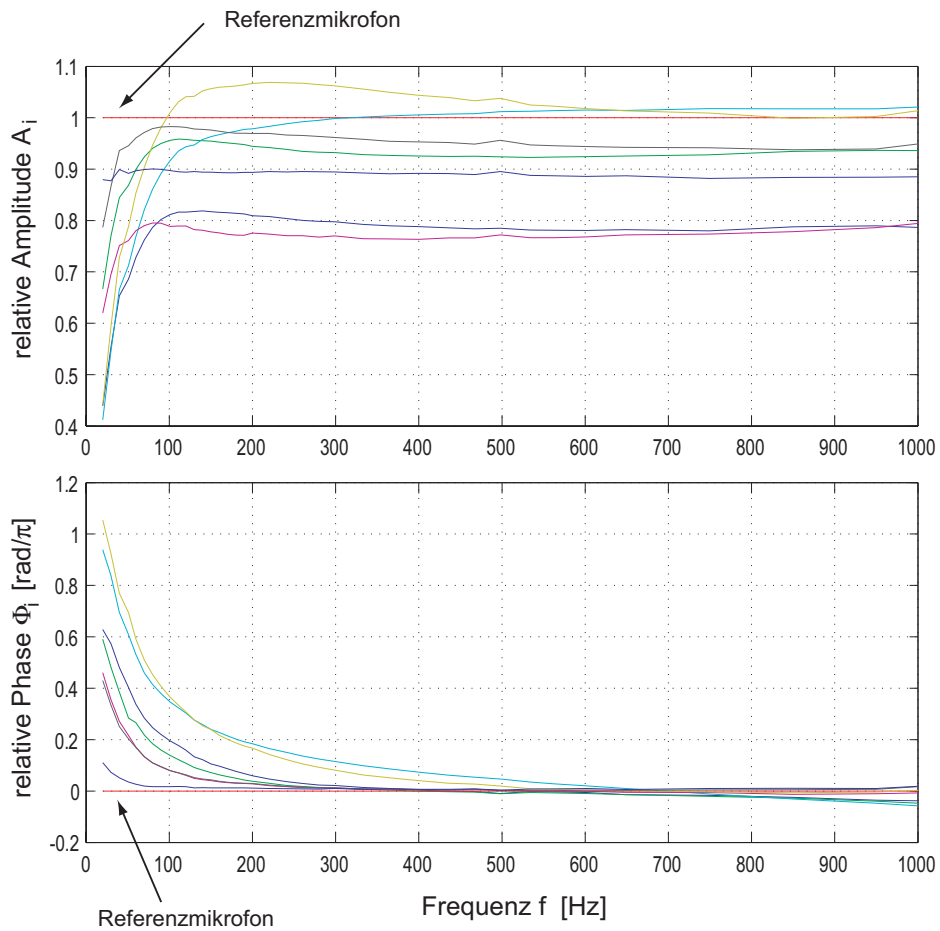 Referenzmikrofon
relative Amplitude A_i
1.1
1
0.9
0.8
0.7
0.6
0.5
0.4
0 100 200 300 400 500 600 700 800 900 1000
relative Phase Φ_i [rad/π]
1.2
1
0.8
0.6
0.4
0.2
0
-0.2
0 100 200 300 400 500 600 700 800 900 1000
Frequenz f [Hz]
Referenzmikrofon